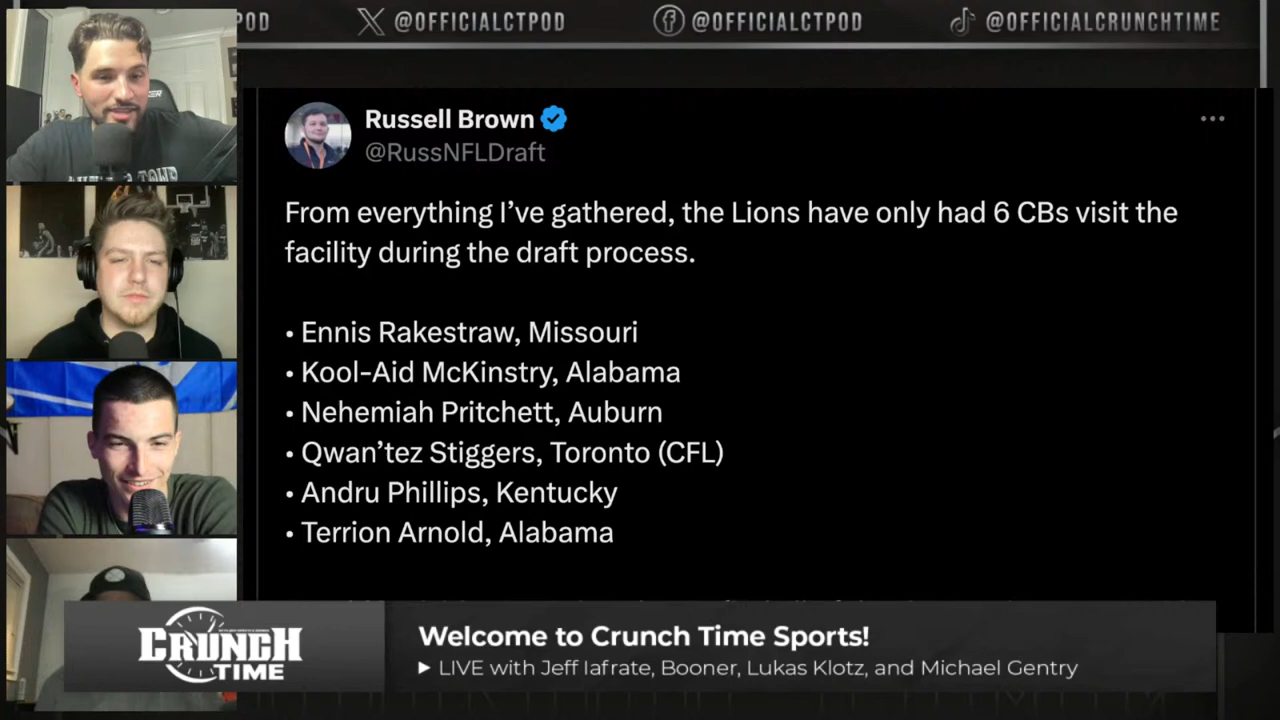 POD
@OFFICIALCTPOD
@OFFICIALCTPOD
@OFFICIALCRUNCHTIME
Russell Brown
@RussNFLDraft
From everything I’ve gathered, the Lions have only had 6 CBs visit the
facility during the draft process.
• Ennis Rakestraw, Missouri
• Kool-Aid McKinstry, Alabama
• Nehemiah Pritchett, Auburn
• Qwan’tez Stiggers, Toronto (CFL)
• Andru Phillips, Kentucky
• Terrion Arnold, Alabama
CRUNCH
TIME
Welcome to Crunch Time Sports!
LIVE with Jeff Iafrate, Booner, Lukas Klotz, and Michael Gentry